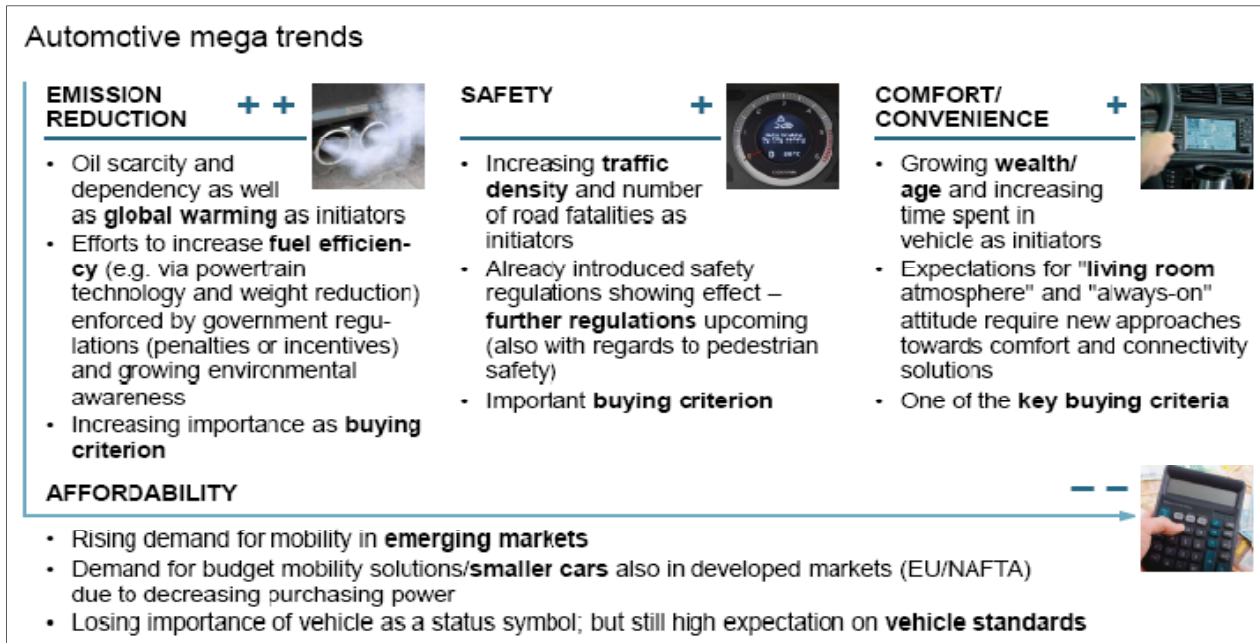 Automotive mega trends
EMISSION
REDUCTION
+ +
• Oil scarcity and
dependency as well
as global warming as initiators
• Efforts to increase fuel efficien-
cy (e.g. via powertrain
technology and weight reduction)
enforced by government regu-
lations (penalties or incentives)
and growing environmental
awareness
• Increasing importance as buying
criterion
SAFETY
+
• Increasing traffic
density and number
of road fatalities as
initiators
• Already introduced safety
regulations showing effect –
further regulations upcoming
(also with regards to pedestrian
safety)
• Important buying criterion
COMFORT/
CONVENIENCE
+
• Growing wealth/
age and increasing
time spent in
vehicle as initiators
• Expectations for "living room
atmosphere" and "always-on"
attitude require new approaches
towards comfort and connectivity
solutions
• One of the key buying criteria
AFFORDABILITY
– –
• Rising demand for mobility in emerging markets
• Demand for budget mobility solutions/smaller cars also in developed markets (EU/NAFTA)
due to decreasing purchasing power
• Losing importance of vehicle as a status symbol; but still high expectation on vehicle standards